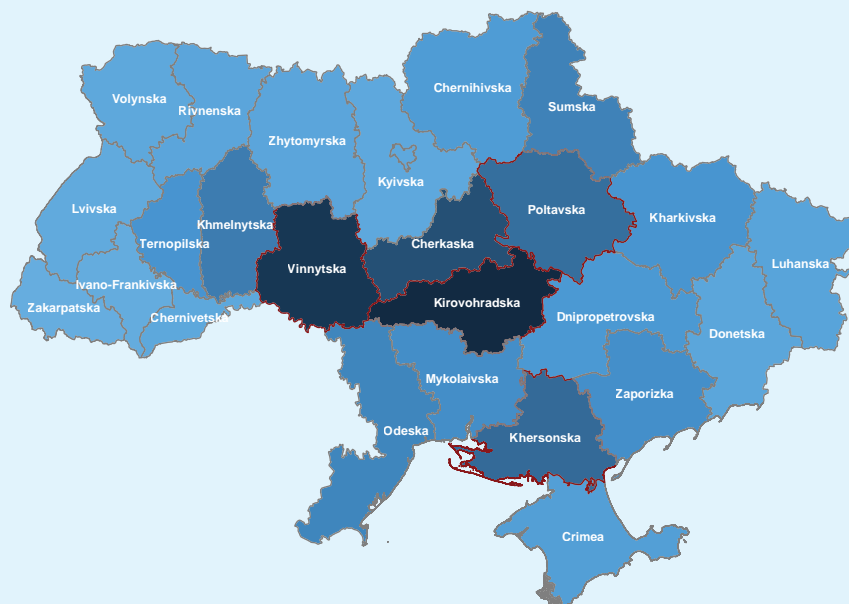 Chernihivska
Volynska
Rivnenska
Sumska
Zhytomyrska
Kyivska
Lvivska
Khmelnytska
Poltavska
Kharkivska
Ternopilska
Cherkaska
Vinnytska
Luhanska
Ivano-Frankivska
Zakarpatska
Chernivetska
Kirovohradska
Dnipropetrovska
Donetska
Mykolaivska
Zaporizka
Odeska
Khersonska
Crimea